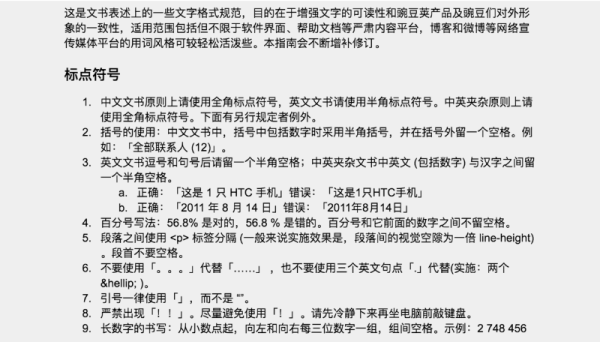 这是文书表述上的一些文字格式规范，目的在于增强文字的可读性和豌豆荚产品及豌豆们对外形
象的一致性，适用范围包括但不限于软件界面、帮助文档等严肃内容平台，博客和微博等网络宣
传媒体平台的用词风格可较轻松活泼些。本指南会不断增补修订。
标点符号
1. 中文文书原则上请使用全角标点符号，英文文书请使用半角标点符号。中英夹杂原则上请
使用全角标点符号。下面有另行规定者例外。
2. 括号的使用：中文文书中，括号中包括数字时采用半角括号，并在括号外留一个空格。例
如：「全部联系人 (12)」。
3. 英文文书逗号和句号后请留一个半角空格；中英夹杂文书中英文 (包括数字) 与汉字之间留
一个半角空格。
a. 正确：「这是 1 只 HTC 手机」错误：「这是1只HTC手机」
b. 正确：「2011 年 8 月 14 日」错误：「2011年8月14日」
4. 百分号写法：56.8% 是对的，56.8 % 是错的。百分号和它前面的数字之间不留空格。
5. 段落之间使用 <p> 标签分隔 (一般来说实施效果是，段落间的视觉空隙为一倍 line-height)
。段首不要空格。
6. 不要使用「。。。」代替「……」，也不要使用三个英文句点「.」代替(实施：两个
&hellip; )。
7. 引号一律使用「」，而不是 “”。
8. 严禁出现「！！」。尽量避免使用「！」。请先冷静下来再坐电脑前敲键盘。
9. 长数字的书写：从小数点起，向左和向右每三位数字一组，组间空格。示例：2 748 456